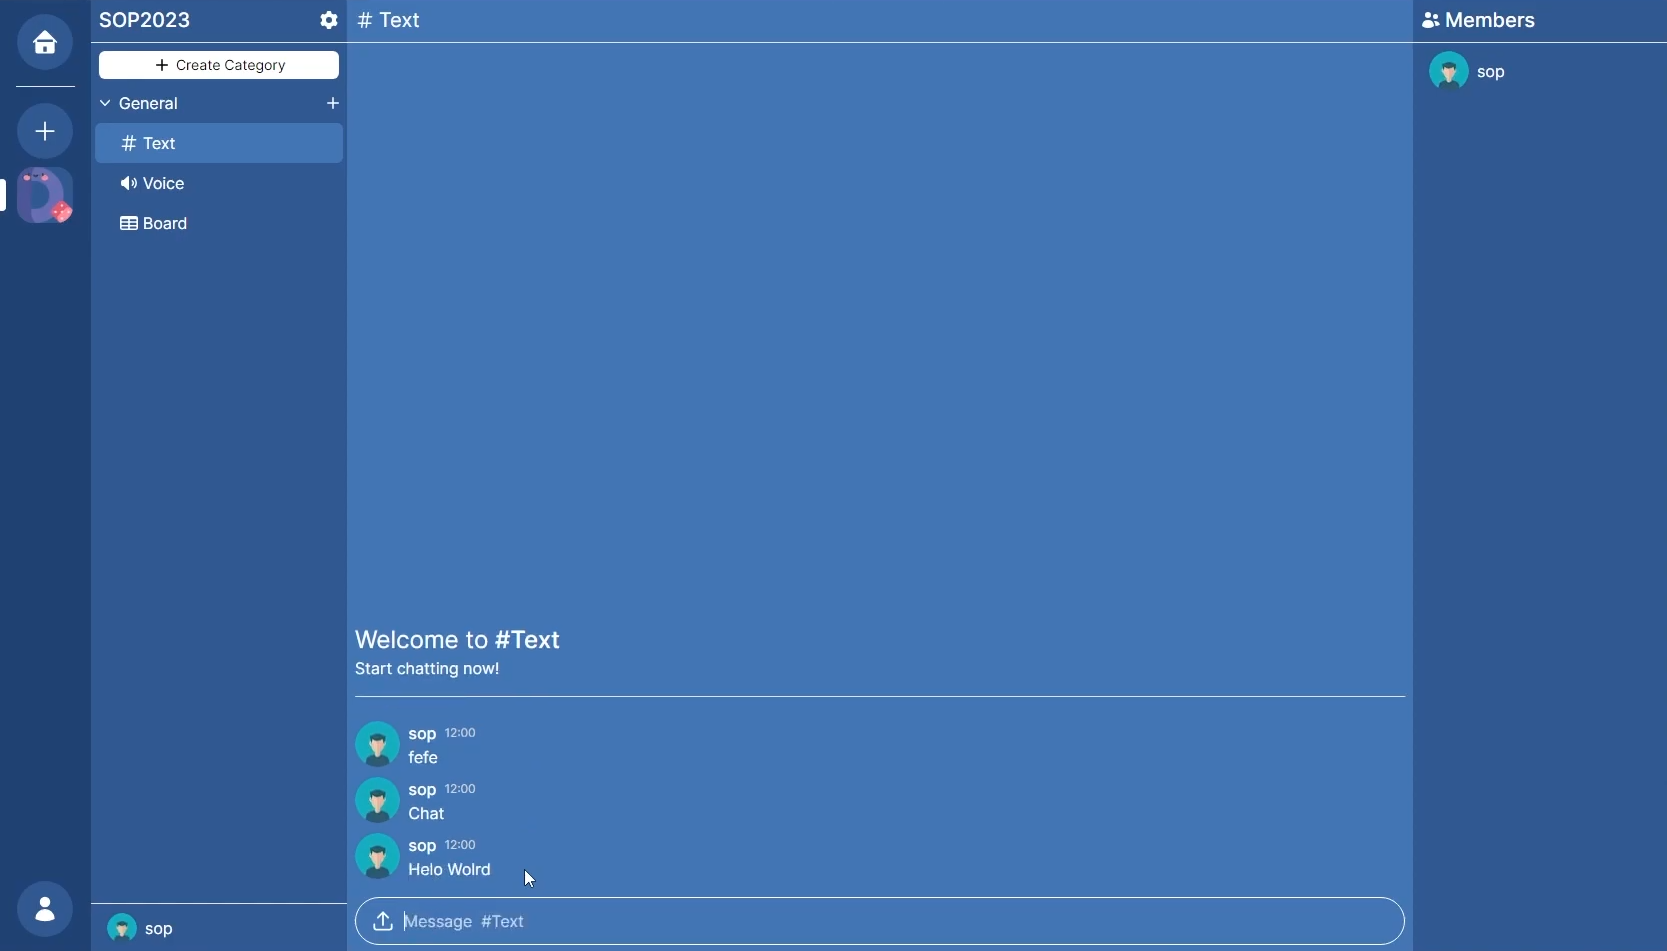 SOP2023
Create Category
General
# Text
Voice
Board
sop
# Text
Welcome to #Text
Start chatting now!
sop 12:00
fefe
sop 12:00
Chat
sop 12:00
Helo Wolrd
Message #Text
Members
sop